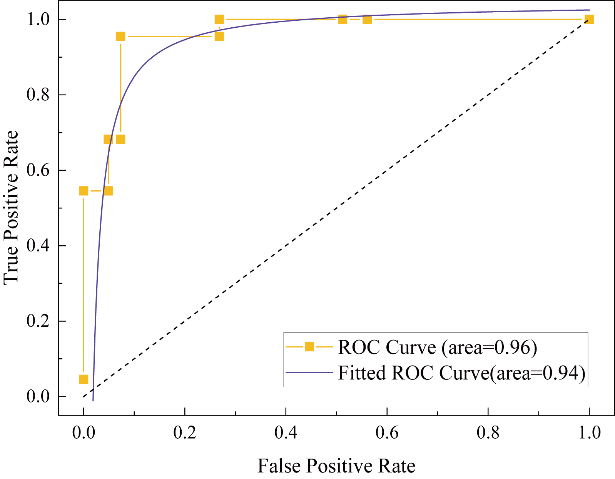 1.0
0.8
0.6
0.4
0.2
0.0
True Positive Rate
ROC Curve (area=0.96)
Fitted ROC Curve(area=0.94)
0.0 0.2 0.4 0.6 0.8 1.0
False Positive Rate